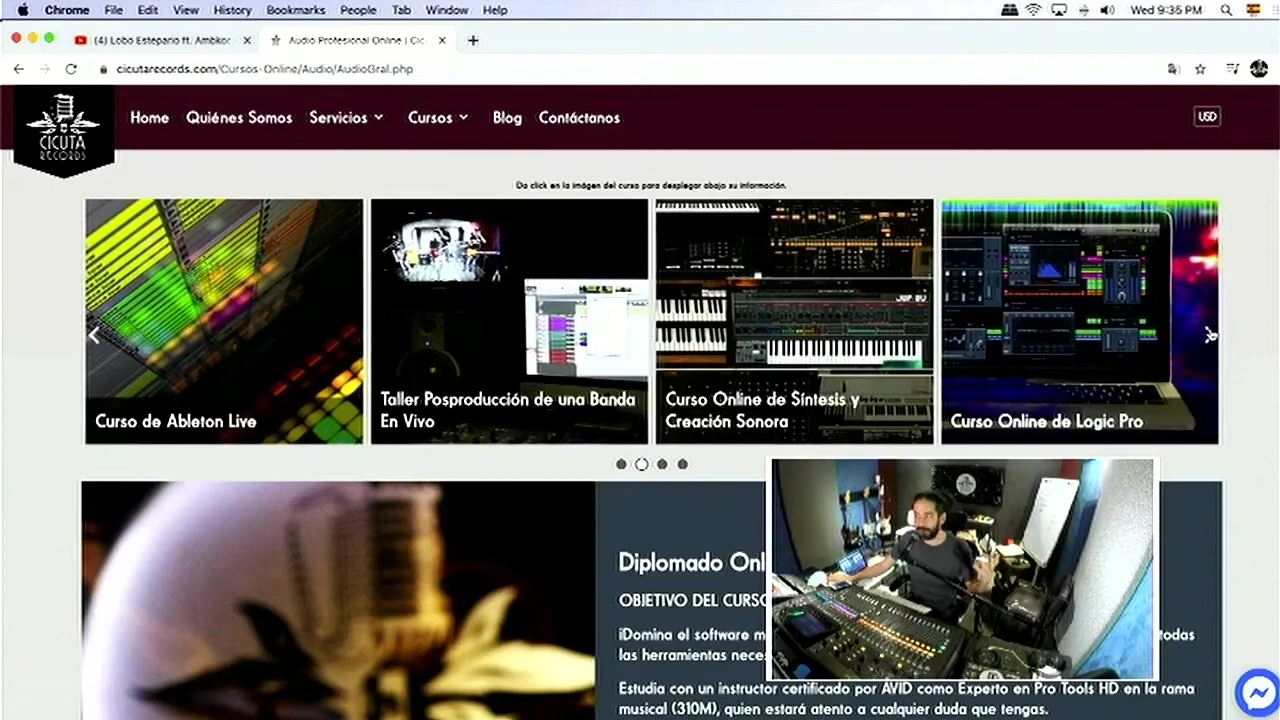 Chrome File Edit View History Bookmarks People Tab Window Help Wed 9:35 PM
(4) Lobo Estepario ft. Ambkor
Audio Profesional Online | Cic
cicutarecords.com/Cursos-Online/Audio/AudioGral.php
CICUTA
RECORDS
Home Quiénes Somos Servicios Cursos Blog Contáctanos USD
Da click en la imágen del curso para desplegar abajo su información.
Curso de Ableton Live
Taller Posproducción de una Banda
En Vivo
Curso Online de Síntesis y
Creación Sonora
Curso Online de Logic Pro
Diplomado Onl
OBJETIVO DEL CURSO
¡Domina el software m todas
las herramientas neces
Estudia con un instructor certificado por AVID como Experto en Pro Tools HD en la rama
musical (310M), quien estará atento a cualquier duda que tengas.